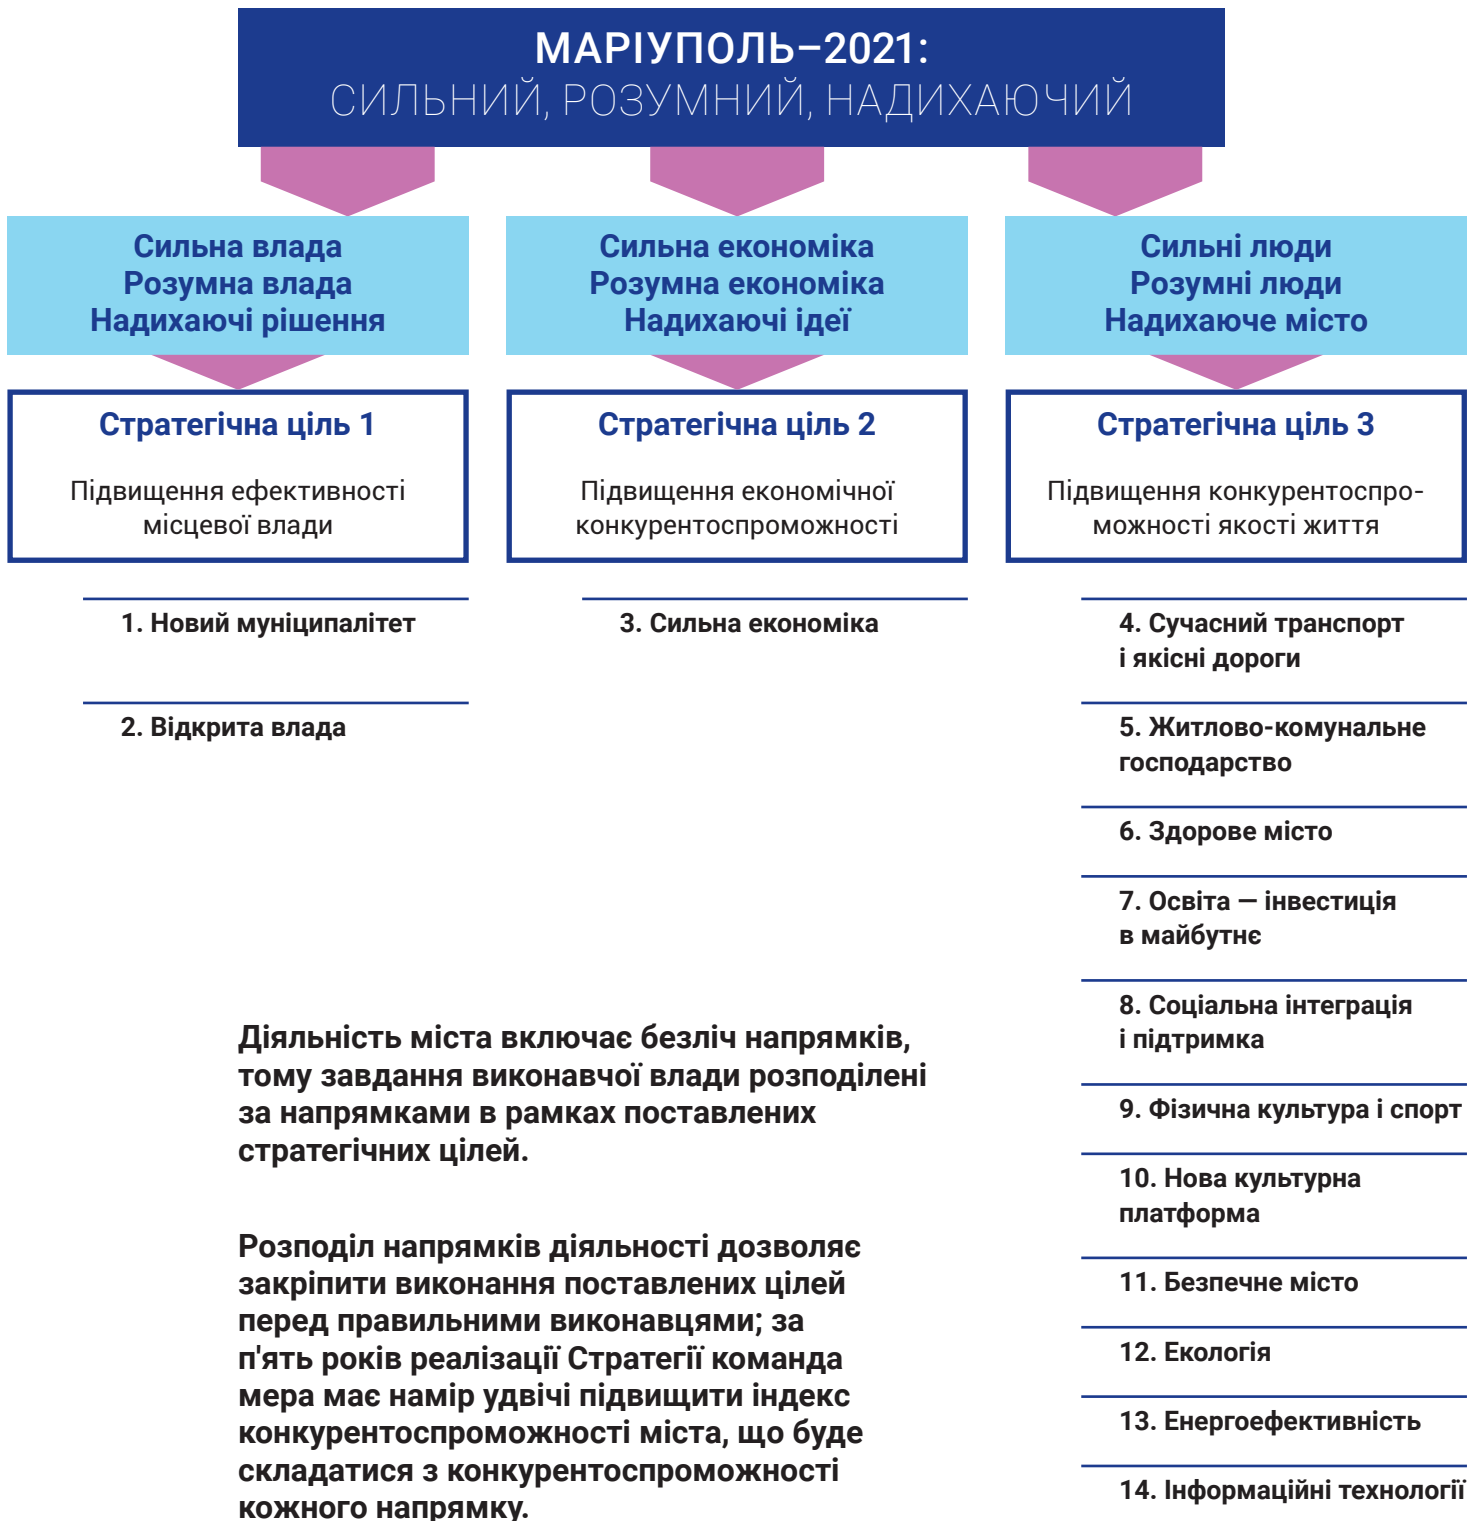 МАРІУПОЛЬ–2021:
СИЛЬНИЙ, РОЗУМНИЙ, НАДИХАЮЧИЙ
Сильна влада
Розумна влада
Надихаючі рішення
Стратегічна ціль 1
Підвищення ефективності
місцевої влади
1. Новий муніципалітет
2. Відкрита влада
Сильна економіка
Розумна економіка
Надихаючі ідеї
Стратегічна ціль 2
Підвищення економічної
конкурентоспроможності
3. Сильна економіка
Сильні люди
Розумні люди
Надихаюче місто
Стратегічна ціль 3
Підвищення конкурентоспро-
можності якості життя
4. Сучасний транспорт
і якісні дороги
5. Житлово-комунальне
господарство
6. Здорове місто
7. Освіта — інвестиція
в майбутнє
8. Соціальна інтеграція
і підтримка
9. Фізична культура і спорт
10. Нова культурна
платформа
11. Безпечне місто
12. Екологія
13. Енергоефективність
14. Інформаційні технології
Діяльність міста включає безліч напрямків,
тому завдання виконавчої влади розподілені
за напрямками в рамках поставлених
стратегічних цілей.
Розподіл напрямків діяльності дозволяє
закріпити виконання поставлених цілей
перед правильними виконавцями; за
п'ять років реалізації Стратегії команда
мера має намір удвічі підвищити індекс
конкурентоспроможності міста, що буде
складатися з конкурентоспроможності
кожного напрямку.